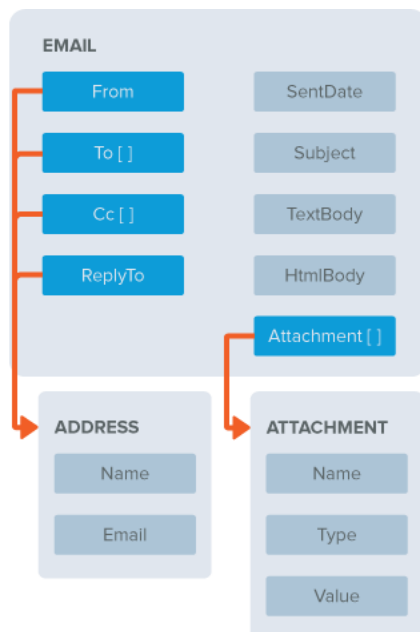 EMAIL
From
To [ ]
Cc [ ]
ReplyTo
SentDate
Subject
TextBody
HtmlBody
Attachment [ ]
ADDRESS
Name
Email
ATTACHMENT
Name
Type
Value